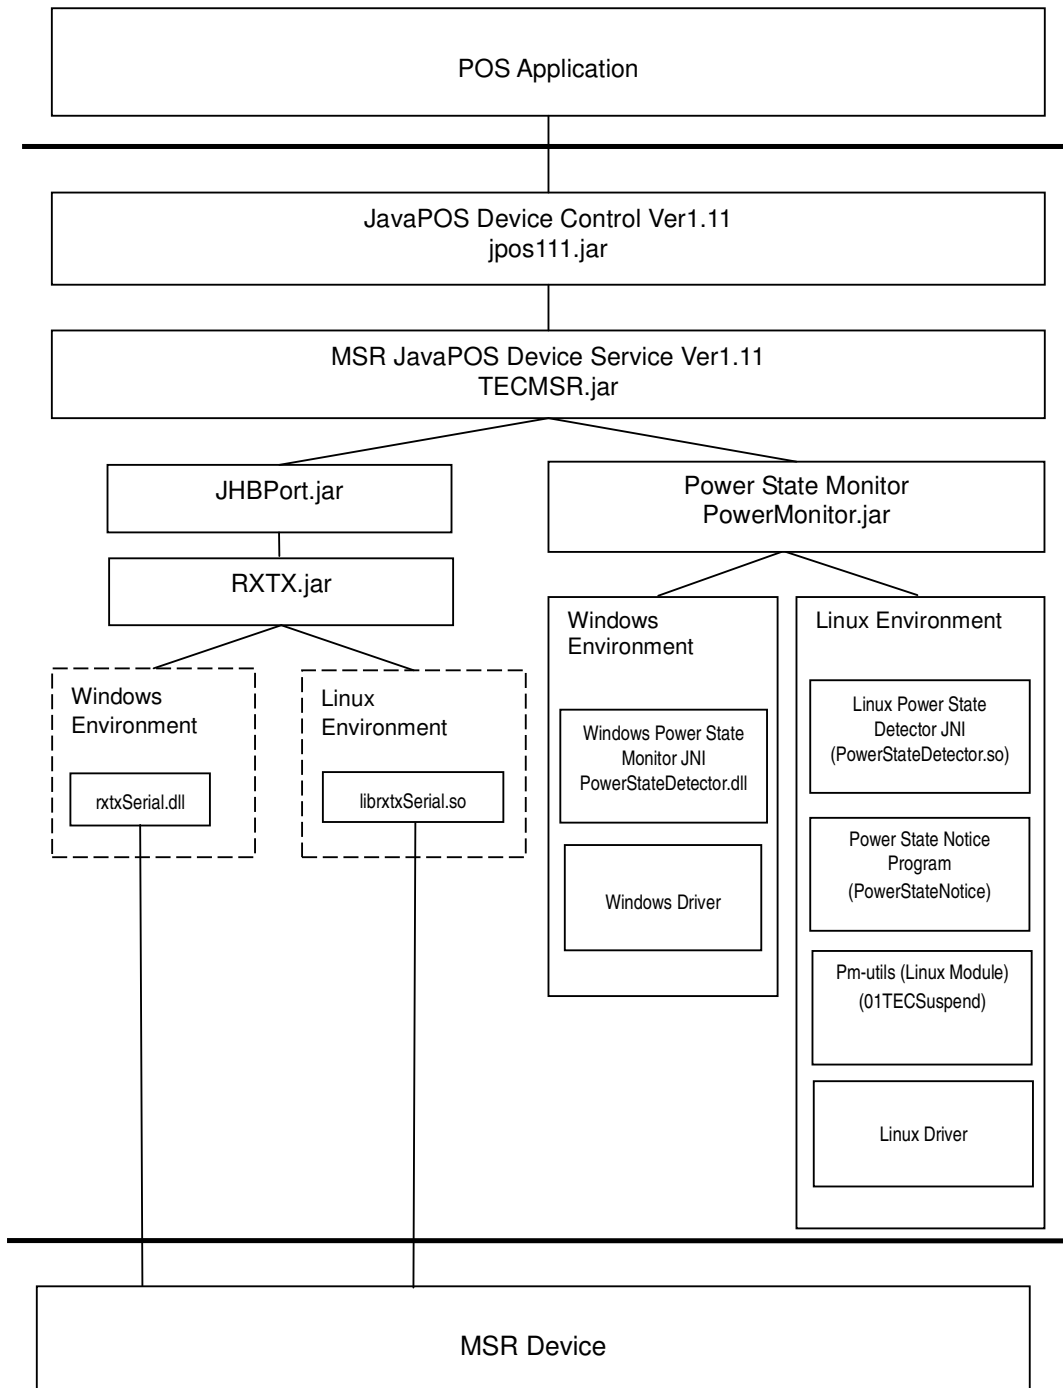 POS Application
JavaPOS Device Control Ver1.11
jpos111.jar
MSR JavaPOS Device Service Ver1.11
TECMSR.jar
JHBPort.jar
RXTX.jar
Windows
Environment
rxtxSerial.dll
Linux
Environment
librxtxSerial.so
Power State Monitor
PowerMonitor.jar
Windows
Environment
Windows Power State
Monitor JNI
PowerStateDetector.dll
Windows Driver
Linux Environment
Linux Power State
Detector JNI
(PowerStateDetector.so)
Power State Notice
Program
(PowerStateNotice)
Pm-utils (Linux Module)
(01TECSuspend)
Linux Driver
MSR Device